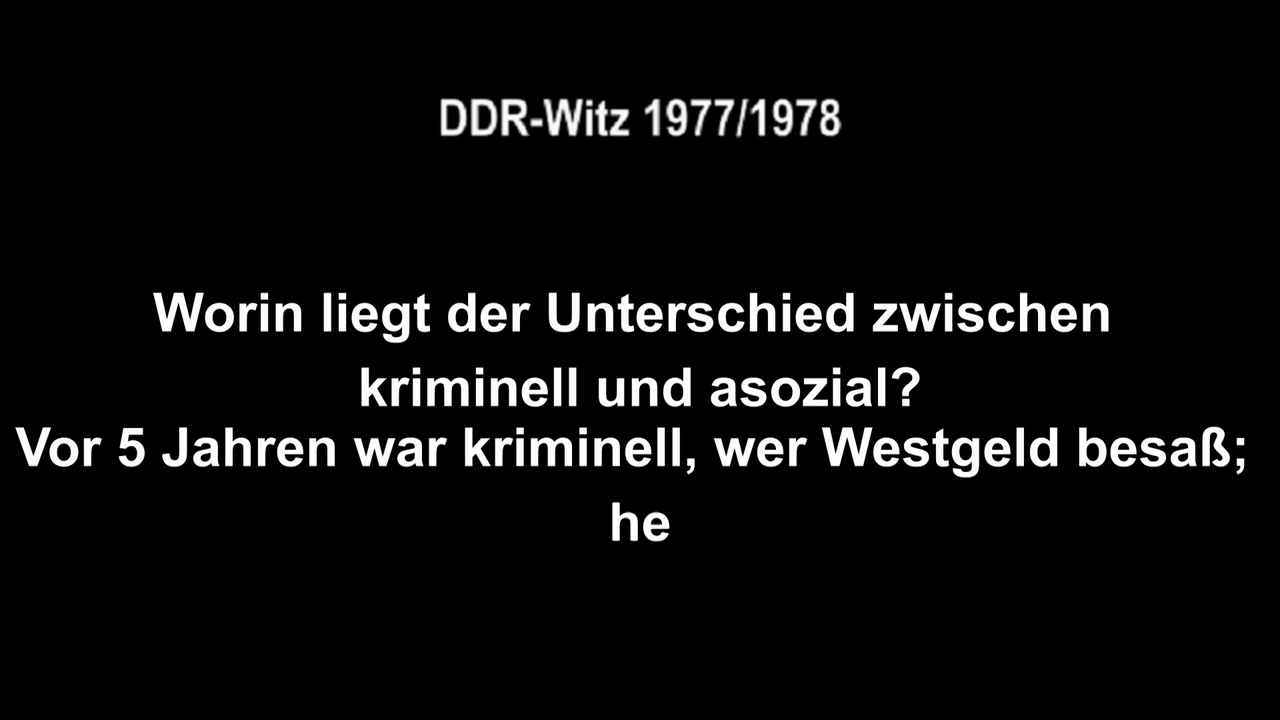 DDR-Witz 1977/1978
Worin liegt der Unterschied zwischen
kriminell und asozial?
Vor 5 Jahren war kriminell, wer Westgeld besaß;
he